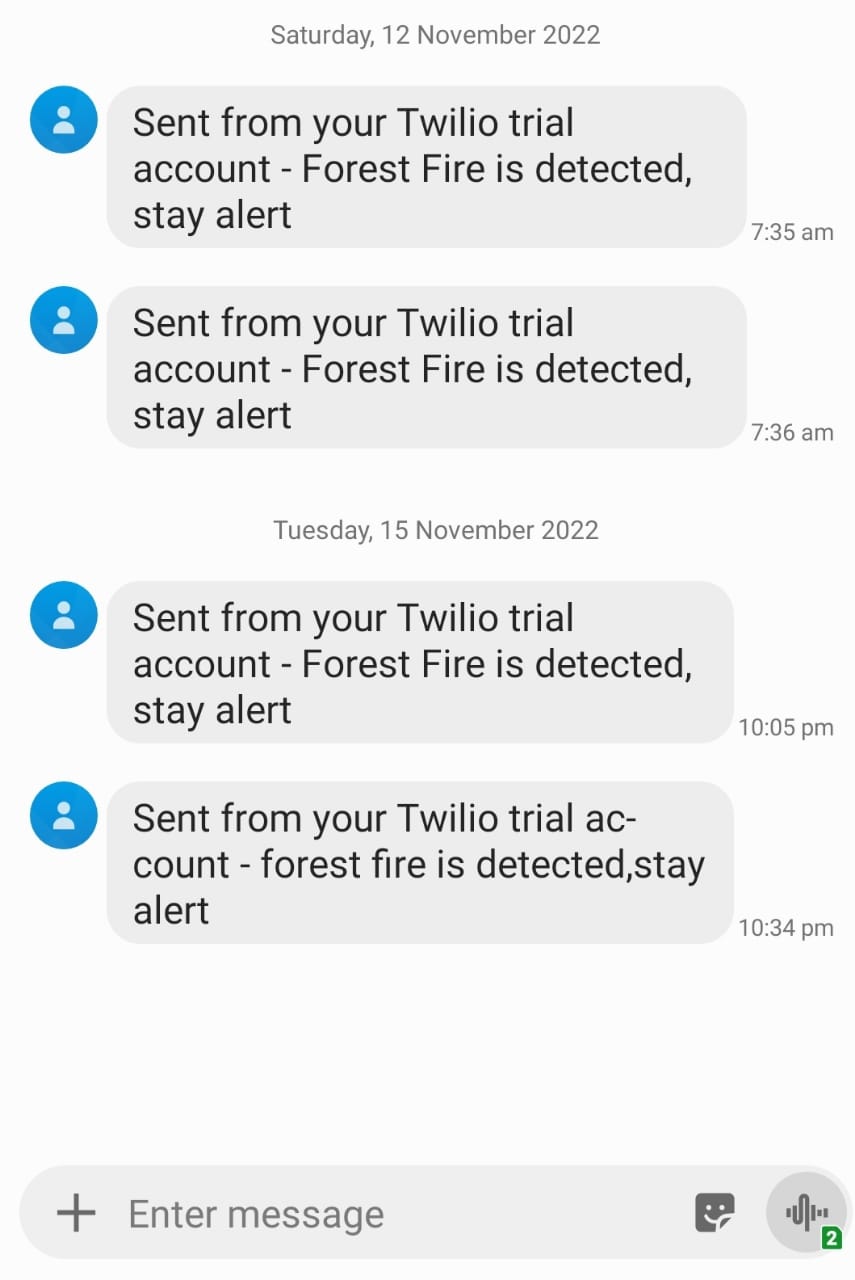 Saturday, 12 November 2022
Sent from your Twilio trial
account - Forest Fire is detected,
stay alert
7:35 am
Sent from your Twilio trial
account - Forest Fire is detected,
stay alert
7:36 am
Tuesday, 15 November 2022
Sent from your Twilio trial
account - Forest Fire is detected,
stay alert
10:05 pm
Sent from your Twilio trial ac-
count - forest fire is detected,stay
alert
10:34 pm
Enter message
2